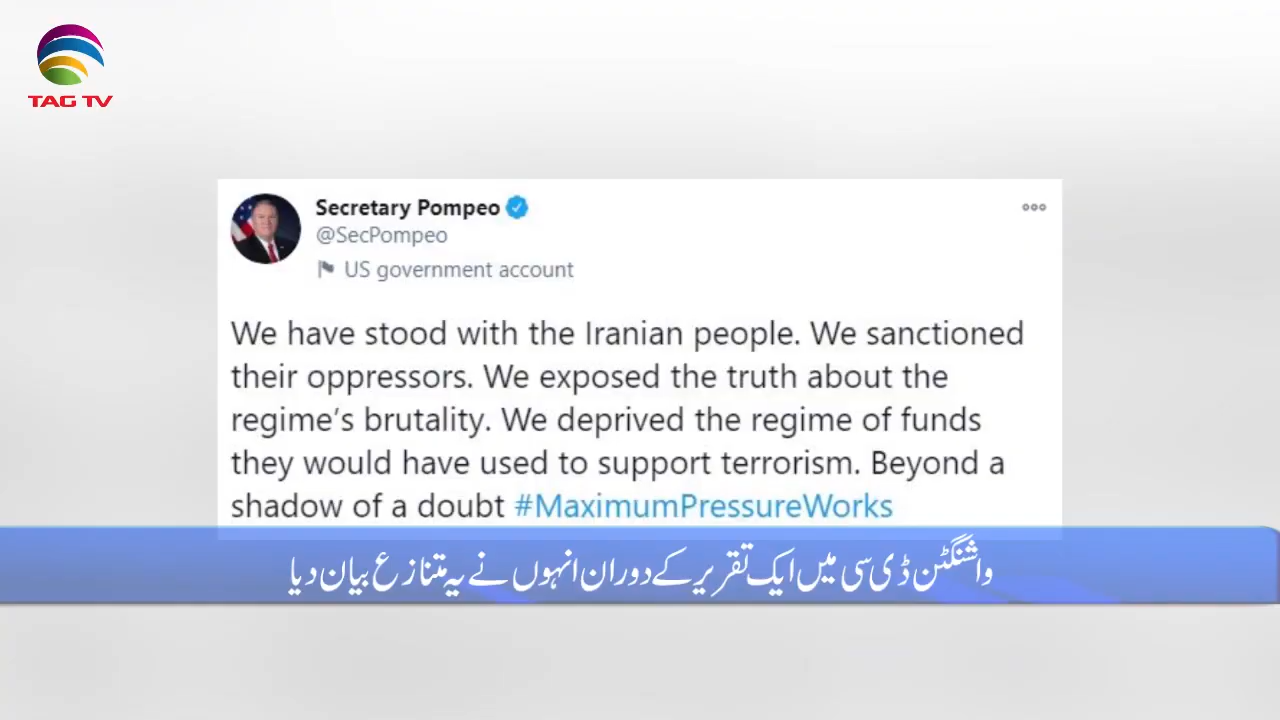 TAG TV
Secretary Pompeo
@SecPompeo
US government account
We have stood with the Iranian people. We sanctioned
their oppressors. We exposed the truth about the
regime's brutality. We deprived the regime of funds
they would have used to support terrorism. Beyond a
shadow of a doubt #MaximumPressureWorks
واشنگٹن ڈی سی میں ایک تقریر کے دوران انہوں نے یہ متنازع بیان دیا